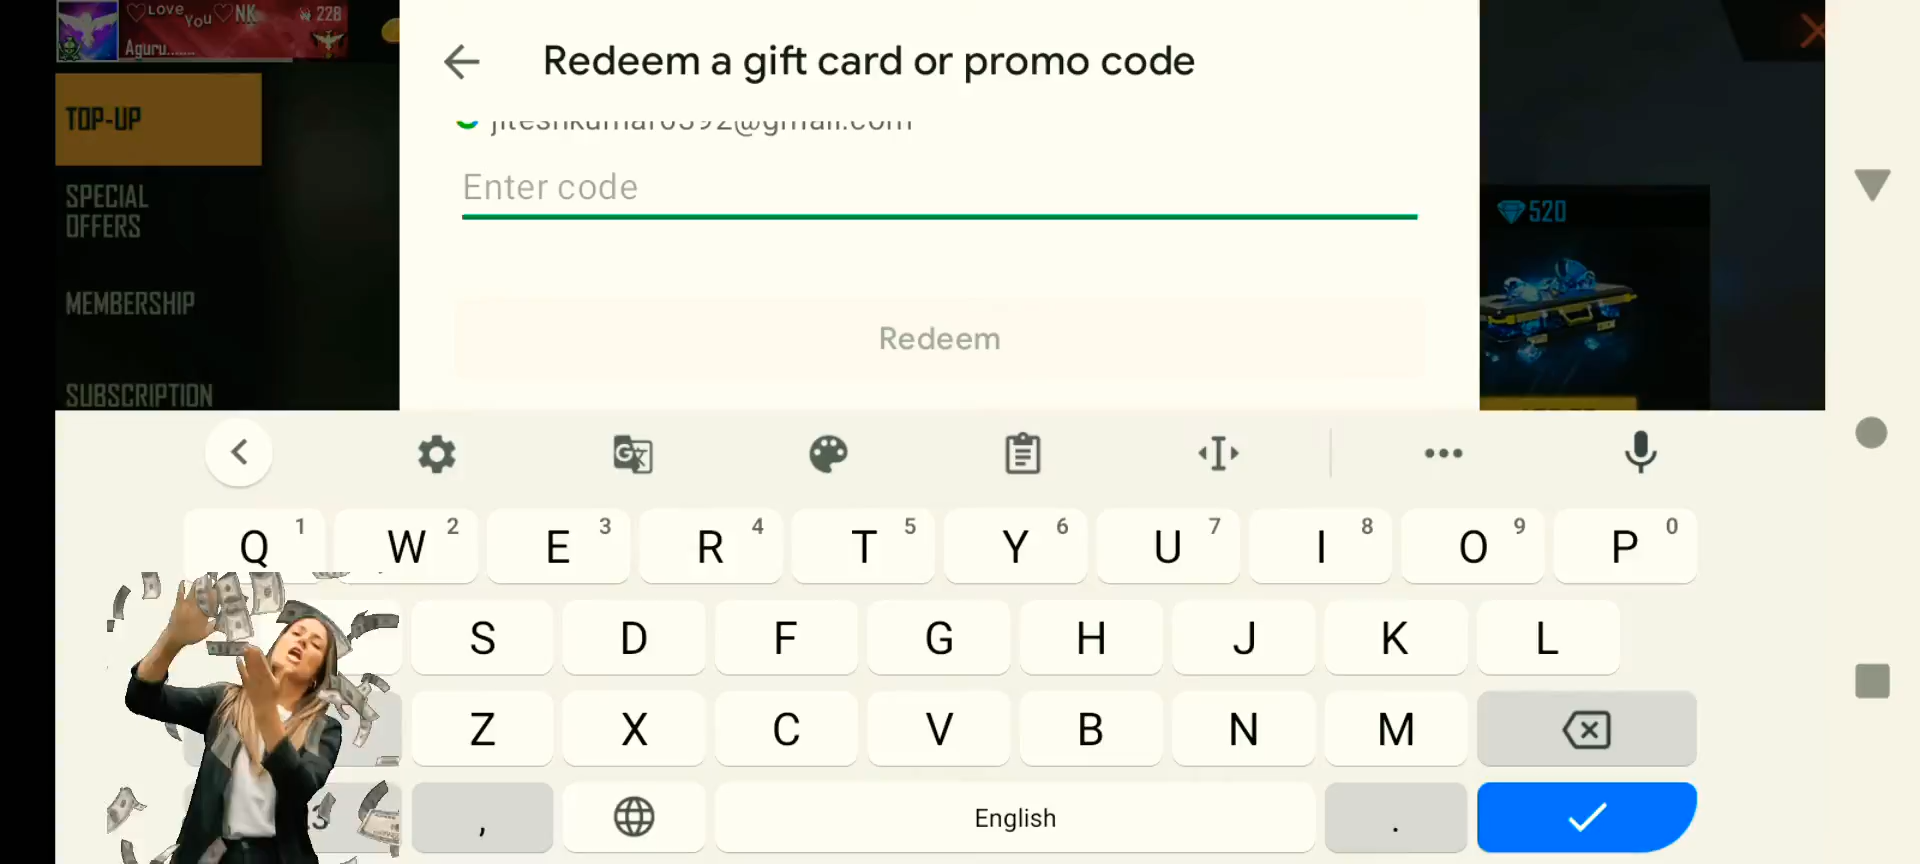 ♡Love You♡NK
228
Aguru.......
TOP-UP
SPECIAL
OFFERS
MEMBERSHIP
SUBSCRIPTION
Redeem a gift card or promo code
Enter code
Redeem
520
Q 1 W 2 E 3 R 4 T 5 Y 6 U 7 I 8 O 9 P 0
S D F G H J K L
Z X C V B N M
3 , English .